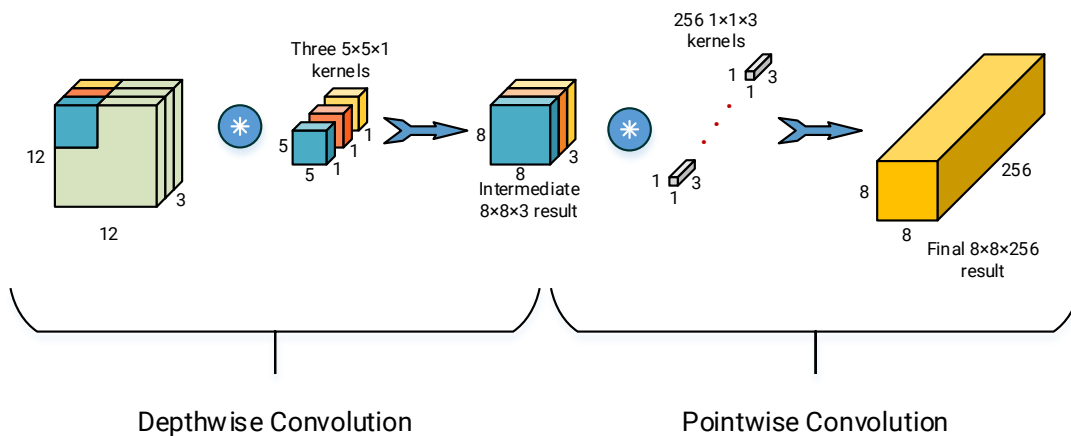 Three 5×5×1
kernels
256 1×1×3
kernels
12
12
3
5
5
1
1
1
8
8
3
Intermediate
8×8×3 result
1
1
3
1
1
3
8
8
256
Final 8×8×256
result
Depthwise Convolution
Pointwise Convolution